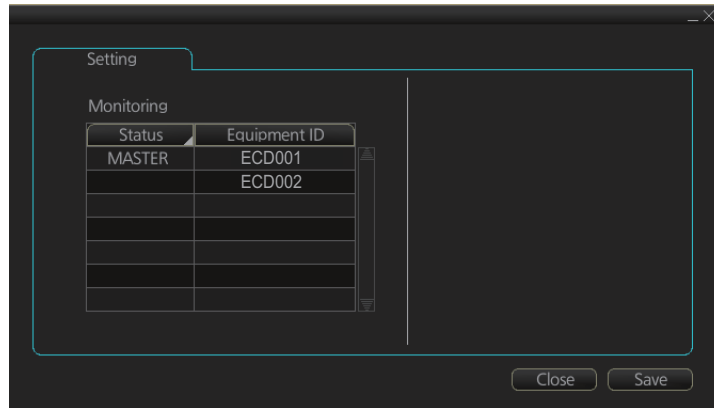 Setting
Monitoring
Status Equipment ID
MASTER ECD001
ECD002
Close Save